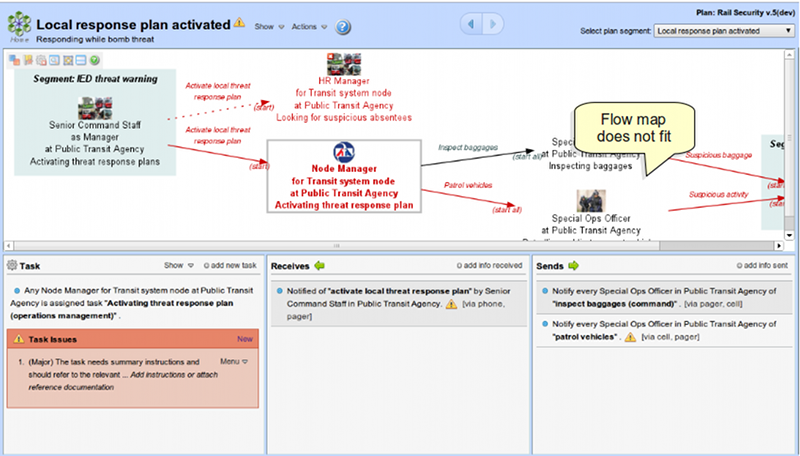 Local response plan activated
Show
Actions
?
Plan: Rail Security v.5(dev)
Home
Responding while bomb threat
Select plan segment:
Local response plan activated
Segment: IED threat warning
Senior Command Staff
as Manager
at Public Transit Agency
Activating threat response plans
Activate local threat
response plan
(start)
Activate local threat
response plan
(start)
HR Manager
for Transit system node
at Public Transit Agency
Looking for suspicious absentees
Node Manager
for Transit system node
at Public Transit Agency
Activating threat response plan
Inspect baggages
(start all)
Patrol vehicles
(start all)
Flow map
does not fit
Spec
at Public Transit Agency
Inspecting baggages
Special Ops Officer
at Public Transit Agency
Suspicious baggage
(start)
Suspicious activity
(start)
Seg
Task
Show
add new task
Any Node Manager for Transit system node at Public Transit
Agency is assigned task "Activating threat response plan
(operations management)" .
Task Issues
New
1. (Major) The task needs summary instructions and
should refer to the relevant ... Add instructions or attach
reference documentation
Menu
Receives
add info received
Notified of "activate local threat response plan" by Senior
Command Staff in Public Transit Agency. [via phone,
pager]
Sends
add info sent
Notify every Special Ops Officer in Public Transit Agency of
"inspect baggages (command)" . [via pager, cell]
Notify every Special Ops Officer in Public Transit Agency of
"patrol vehicles" . [via cell, pager]